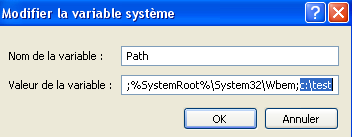 Modifier la variable système
Nom de la variable : Path
Valeur de la variable : ;%SystemRoot%\System32\Wbem;c:\test
OK Annuler